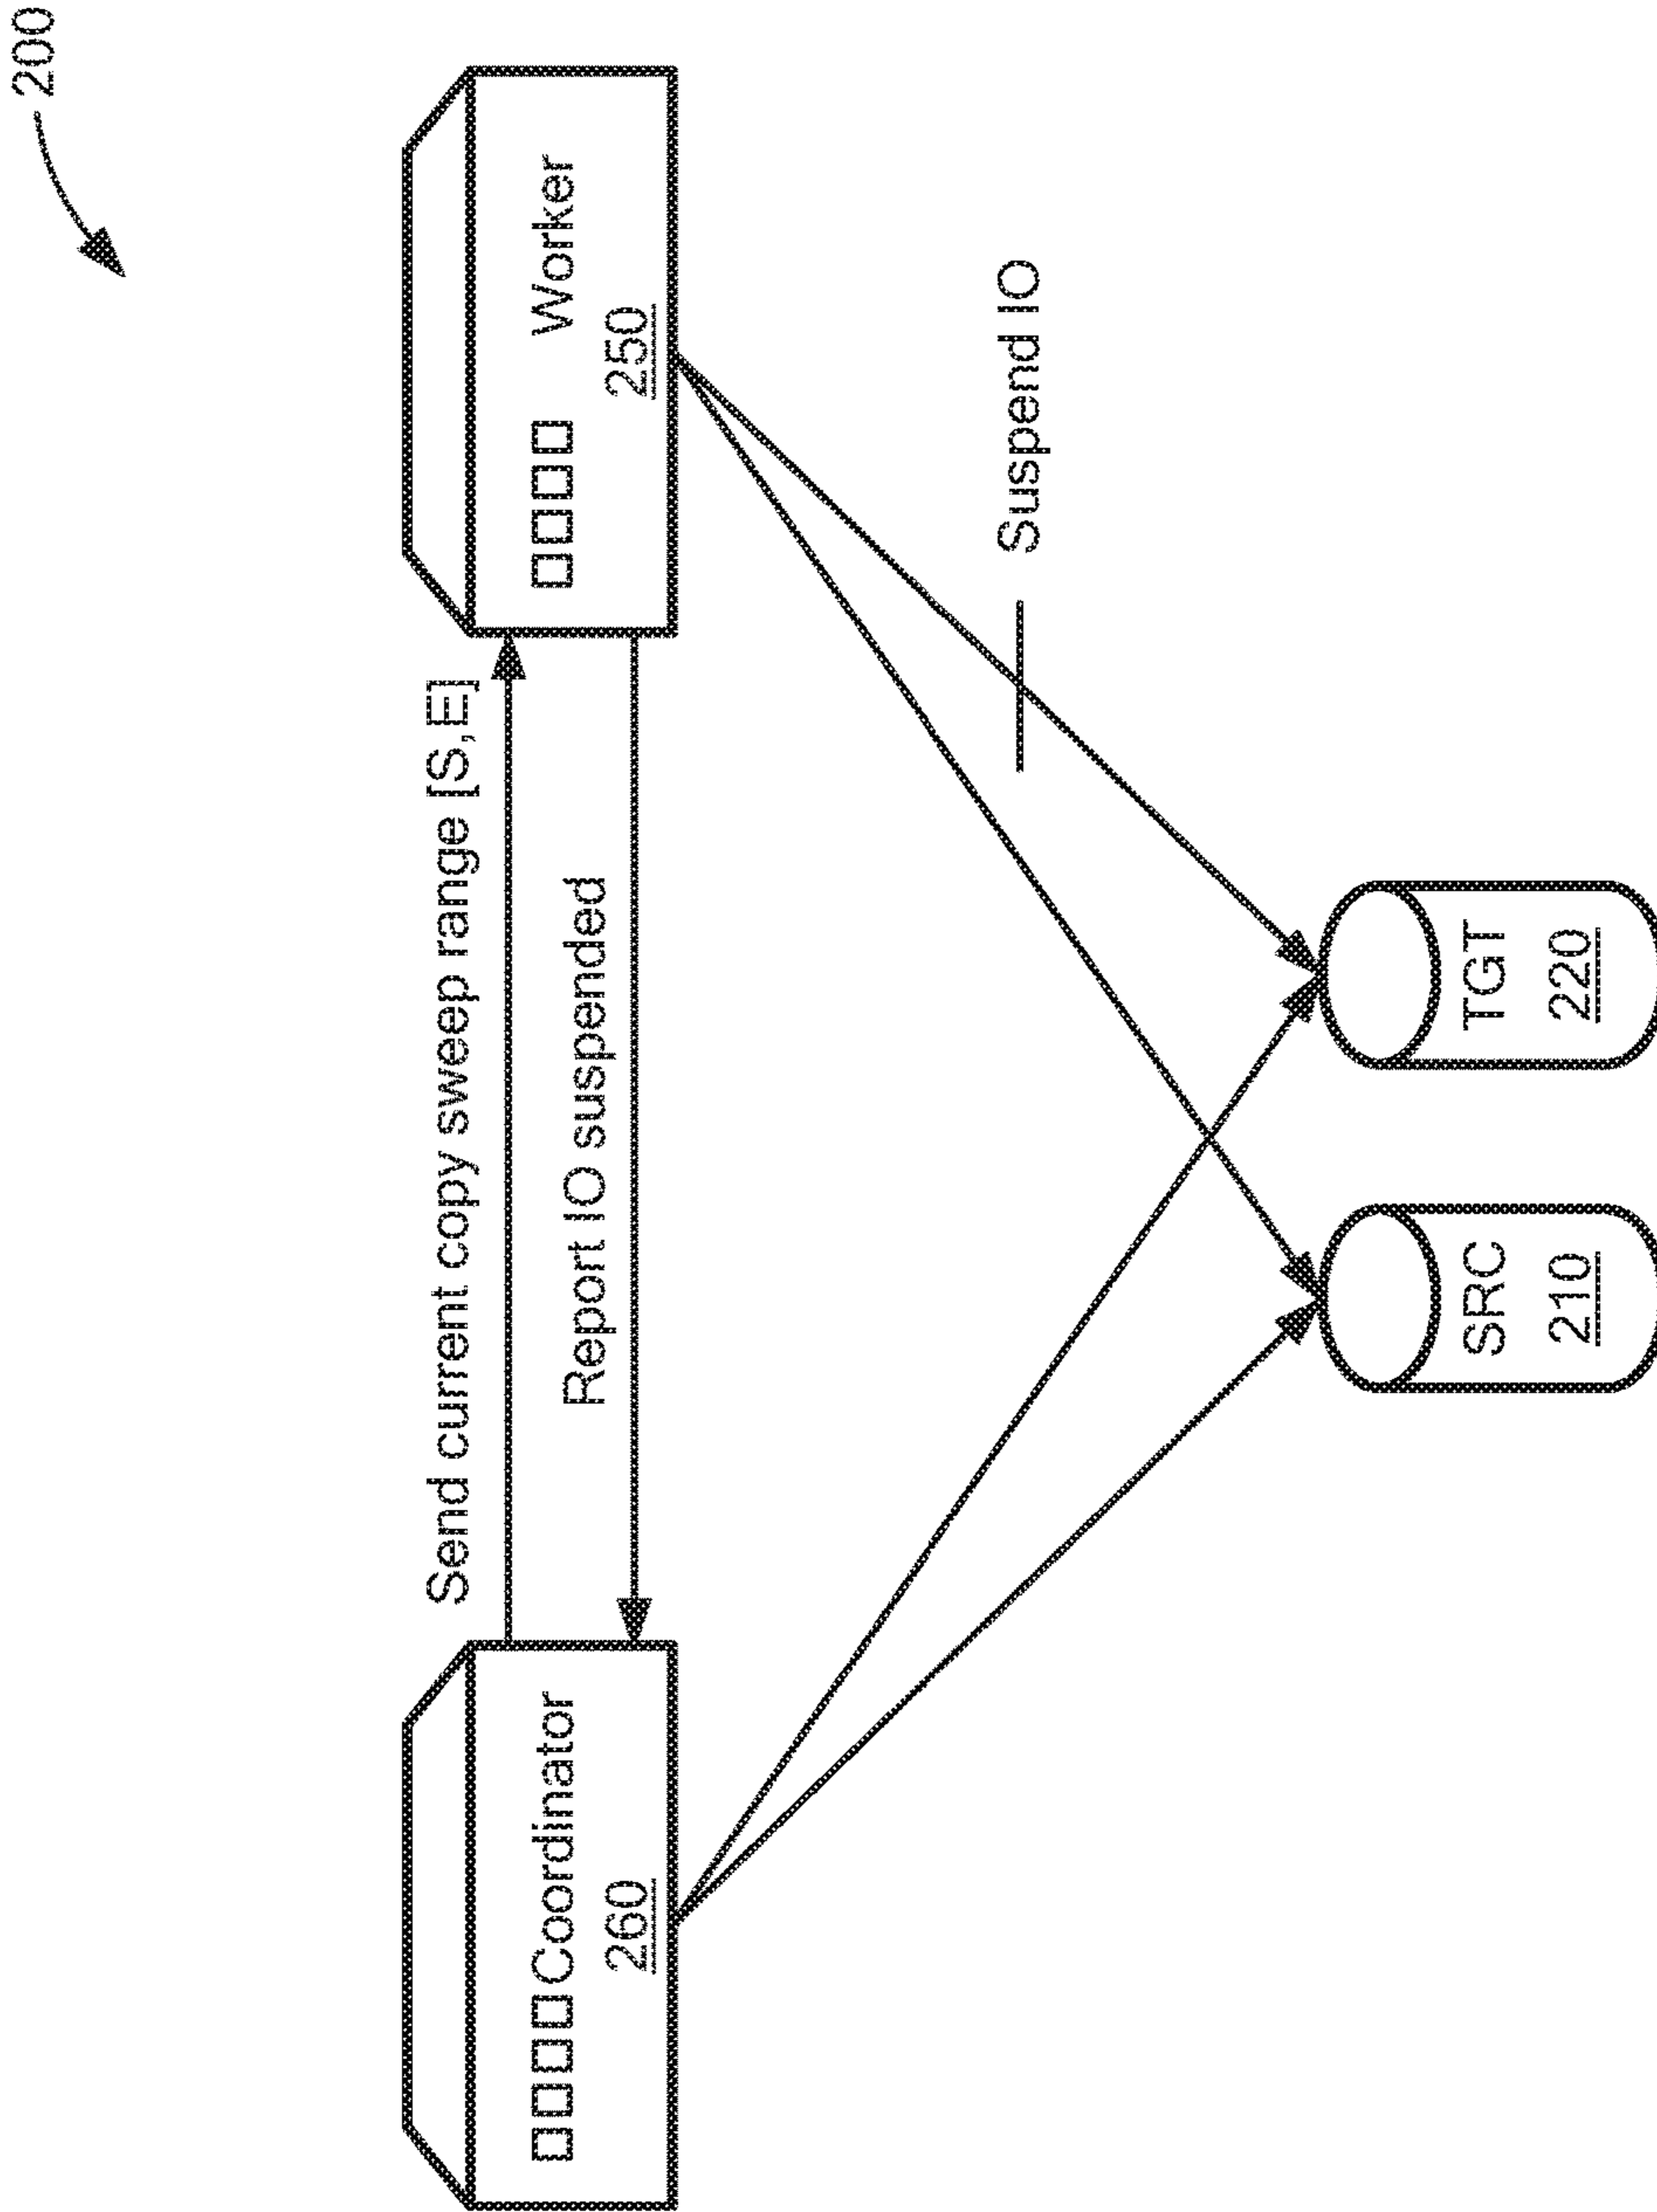 200
Send current copy sweep range [S,E]
Coordinator
260
Report IO suspended
Worker
250
Suspend IO
SRC
210
TGT
220